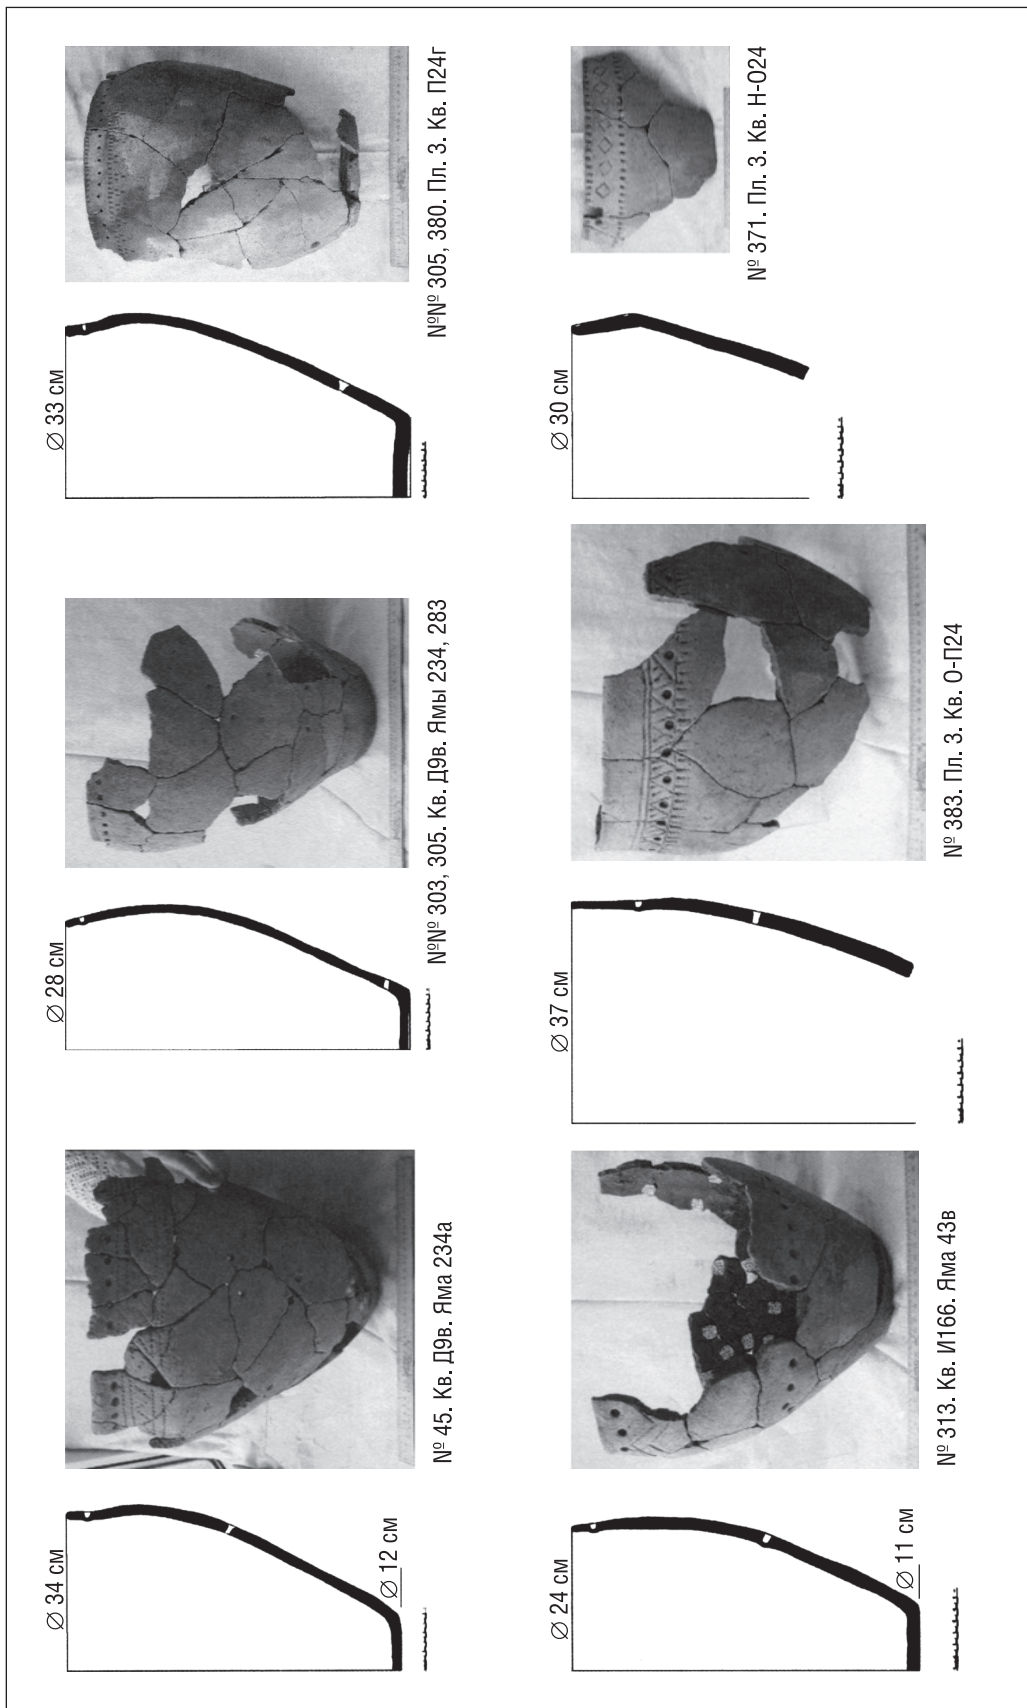 Ø 34 см
Ø 12 см
№ 45. Кв. Д9в. Яма 234а
Ø 28 см
№№ 303, 305. Кв. Д9в. Ямы 234, 283
Ø 33 см
№№ 305, 380. Пл. 3. Кв. П24г
Ø 24 см
Ø 11 см
№ 313. Кв. И166. Яма 43в
Ø 37 см
№ 383. Пл. 3. Кв. О-П24
Ø 30 см
№ 371. Пл. 3. Кв. Н-О24